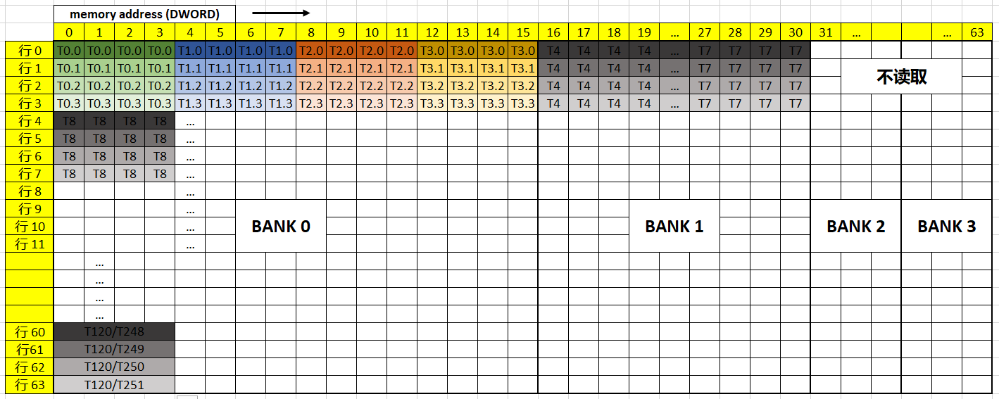 memory address (DWORD)
0 1 2 3 4 5 6 7 8 9 10 11 12 13 14 15 16 17 18 19 ... 27 28 29 30 31 ... ... 63
行 0 T0.0 T0.0 T0.0 T0.0 T1.0 T1.0 T1.0 T1.0 T2.0 T2.0 T2.0 T2.0 T3.0 T3.0 T3.0 T3.0 T4 T4 T4 T4 ... T7 T7 T7 T7
行 1 T0.1 T0.1 T0.1 T0.1 T1.1 T1.1 T1.1 T1.1 T2.1 T2.1 T2.1 T2.1 T3.1 T3.1 T3.1 T3.1 T4 T4 T4 T4 ... T7 T7 T7 T7
不读取
行 2 T0.2 T0.2 T0.2 T0.2 T1.2 T1.2 T1.2 T1.2 T2.2 T2.2 T2.2 T2.2 T3.2 T3.2 T3.2 T3.2 T4 T4 T4 T4 ... T7 T7 T7 T7
行 3 T0.3 T0.3 T0.3 T0.3 T1.3 T1.3 T1.3 T1.3 T2.3 T2.3 T2.3 T2.3 T3.3 T3.3 T3.3 T3.3 T4 T4 T4 T4 ... T7 T7 T7 T7
行 4 T8 T8 T8 T8 ...
行 5 T8 T8 T8 T8 ...
行 6 T8 T8 T8 T8 ...
行 7 T8 T8 T8 T8 ...
行 8 ...
行 9 ...
行 10 ... BANK 0 BANK 1 BANK 2 BANK 3
行 11 ...
...
...
...
...
行 60 T120/T248
行61 T120/T249
行 62 T120/T250
行 63 T120/T251